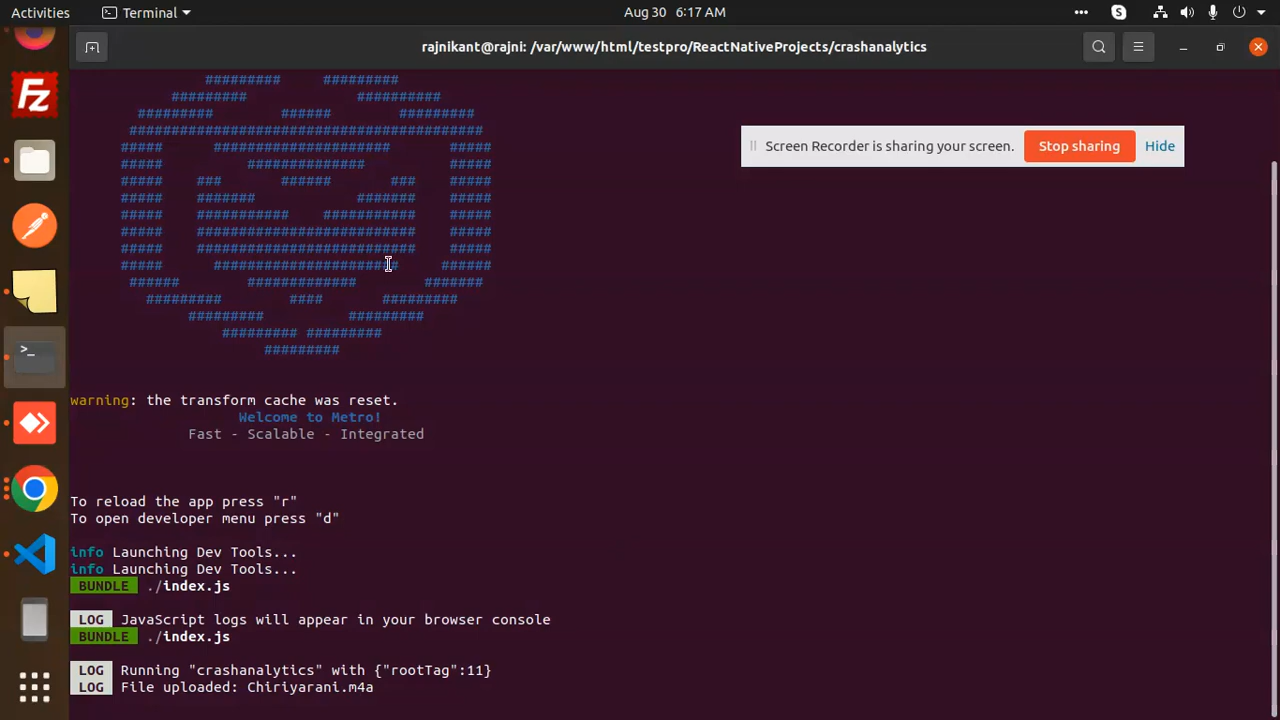 Activities Terminal Aug 30 6:17 AM
rajnikant@rajni: /var/www/html/testpro/ReactNativeProjects/crashanalytics
Screen Recorder is sharing your screen. Stop sharing Hide
######### #########
######### ##########
######### ###### #########
##########################################
##### ##################### #####
##### ############## #####
##### ### ###### ### #####
##### ####### ####### #####
##### ########### ########### #####
##### ########################## #####
##### ########################## #####
##### ###################### ######
###### ############# #######
######### #### #########
######### #########
######### #########
#########
warning: the transform cache was reset.
Welcome to Metro!
Fast - Scalable - Integrated
To reload the app press "r"
To open developer menu press "d"
info Launching Dev Tools...
info Launching Dev Tools...
BUNDLE ./index.js
LOG JavaScript logs will appear in your browser console
BUNDLE ./index.js
LOG Running "crashanalytics" with {"rootTag":11}
LOG File uploaded: Chiriyarani.m4a